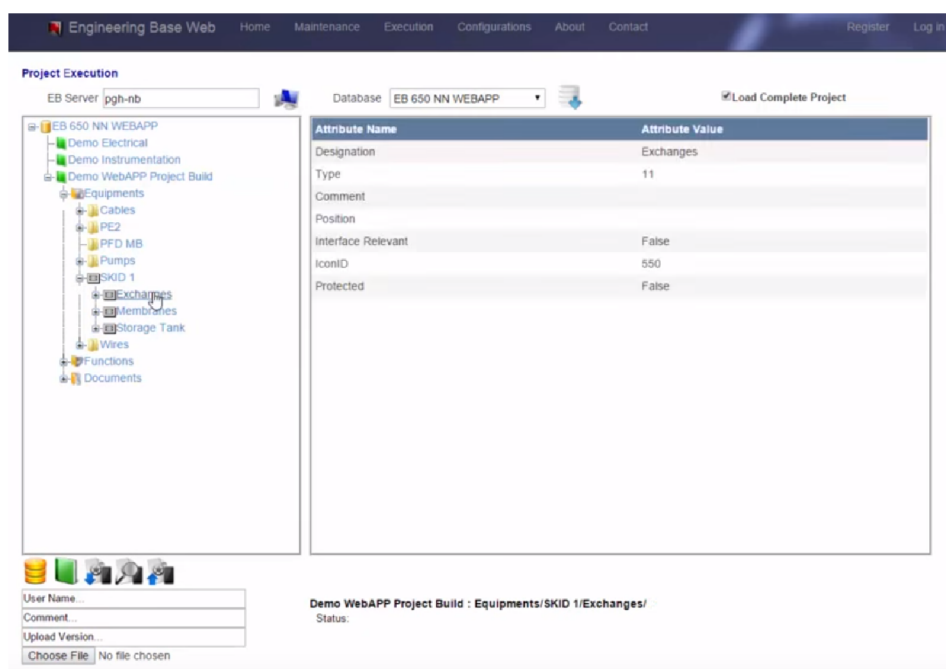 Engineering Base Web Home Maintenance Execution Configurations About Contact Register Log in
Project Execution
EB Server pgh-nb Database EB 650 NN WEBAPP Load Complete Project
EB 650 NN WEBAPP
Demo Electrical
Demo Instrumentation
Demo WebAPP Project Build
Equipments
Cables
PE2
PFD MB
Pumps
SKID 1
Exchanges
Membranes
Storage Tank
Wires
Functions
Documents
Attribute Name Attribute Value
Designation Exchanges
Type 11
Comment
Position
Interface Relevant False
IconID 550
Protected False
User Name...
Comment...
Upload Version...
Choose File No file chosen
Demo WebAPP Project Build : Equipments/SKID 1/Exchanges/
Status: